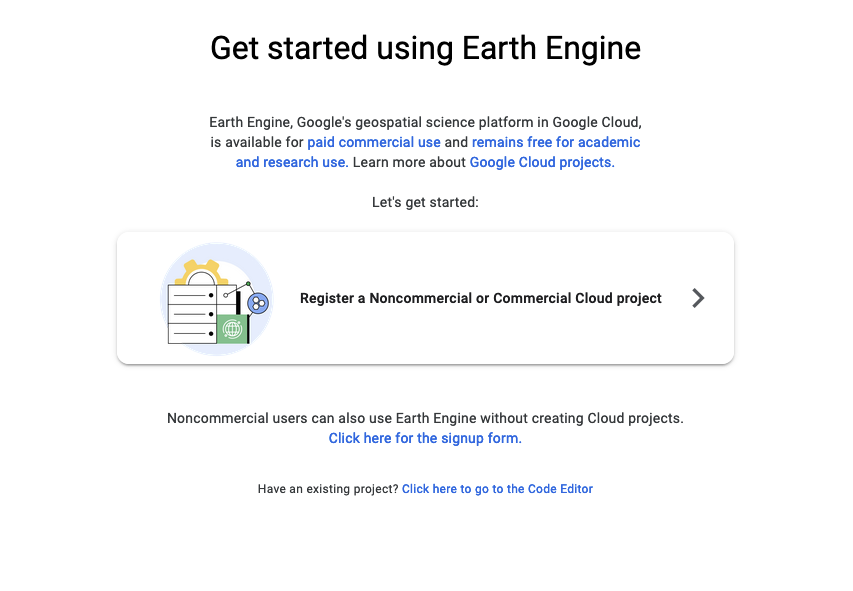 Get started using Earth Engine
Earth Engine, Google's geospatial science platform in Google Cloud,
is available for paid commercial use and remains free for academic
and research use. Learn more about Google Cloud projects.
Let's get started:
Register a Noncommercial or Commercial Cloud project
Noncommercial users can also use Earth Engine without creating Cloud projects.
Click here for the signup form.
Have an existing project? Click here to go to the Code Editor